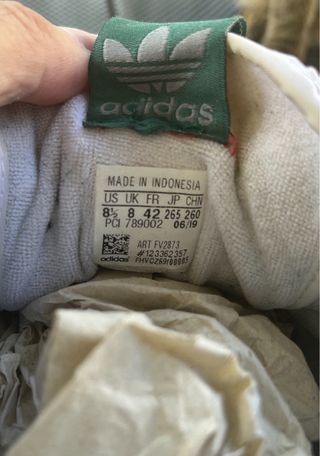 adidas
MADE IN INDONESIA
US UK FR JP CHN
8½ 8 42 265 260
PCI 789002 06/19
ART FV2873
#123362357
adidas